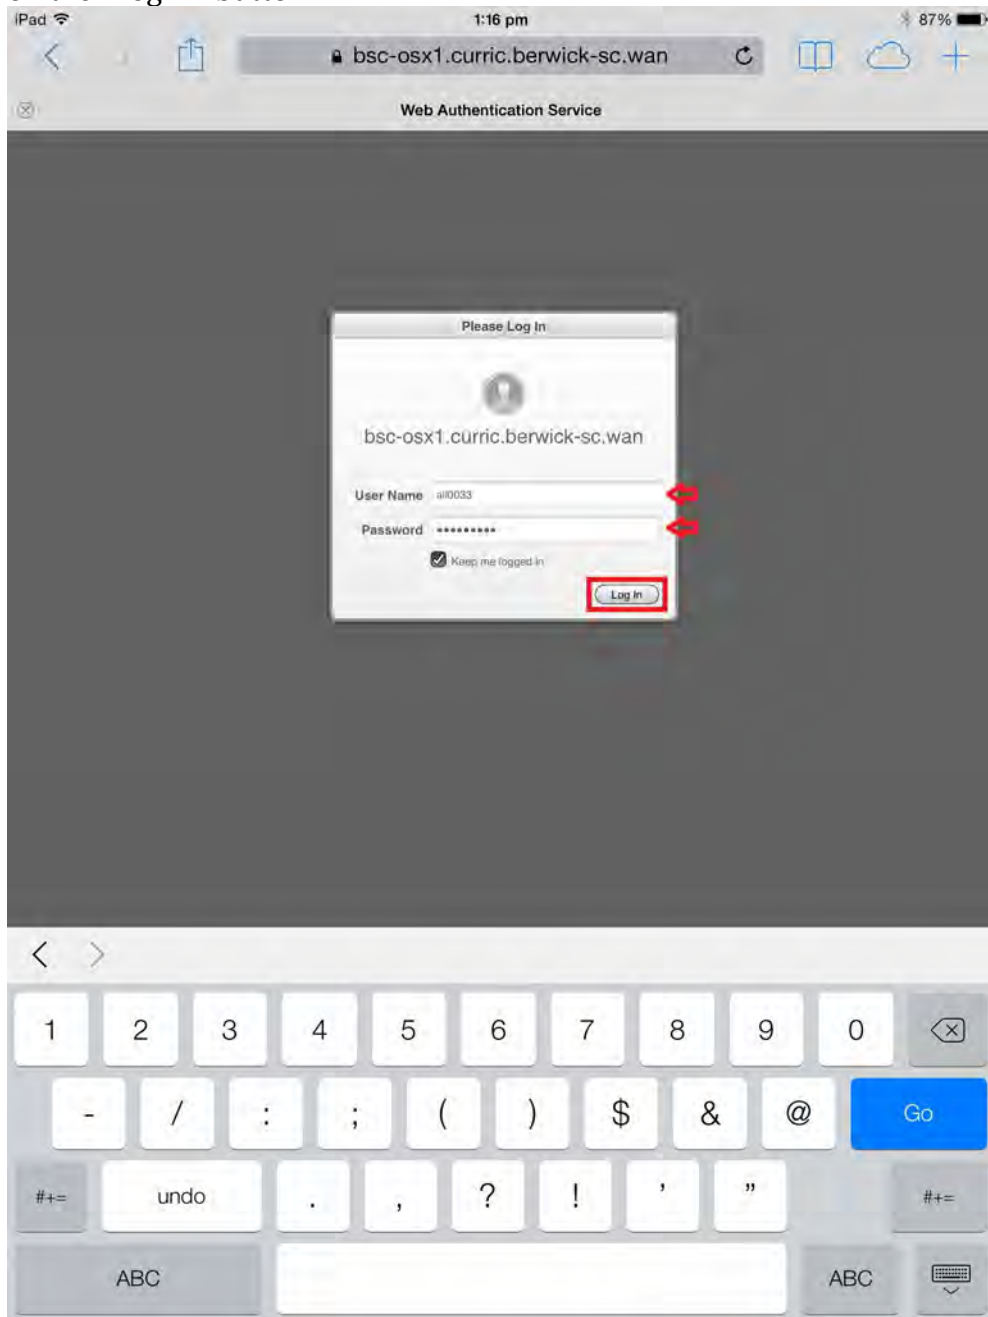 iPad 1:16 pm 87%
bsc-osx1.curric.berwick-sc.wan
Web Authentication Service
Please Log In
bsc-osx1.curric.berwick-sc.wan
User Name all0033
Password •••••••••
Keep me logged in
Log In
1 2 3 4 5 6 7 8 9 0
- / : ; ( ) $ & @ Go
#+= undo . , ? ! ' " #+=
ABC ABC